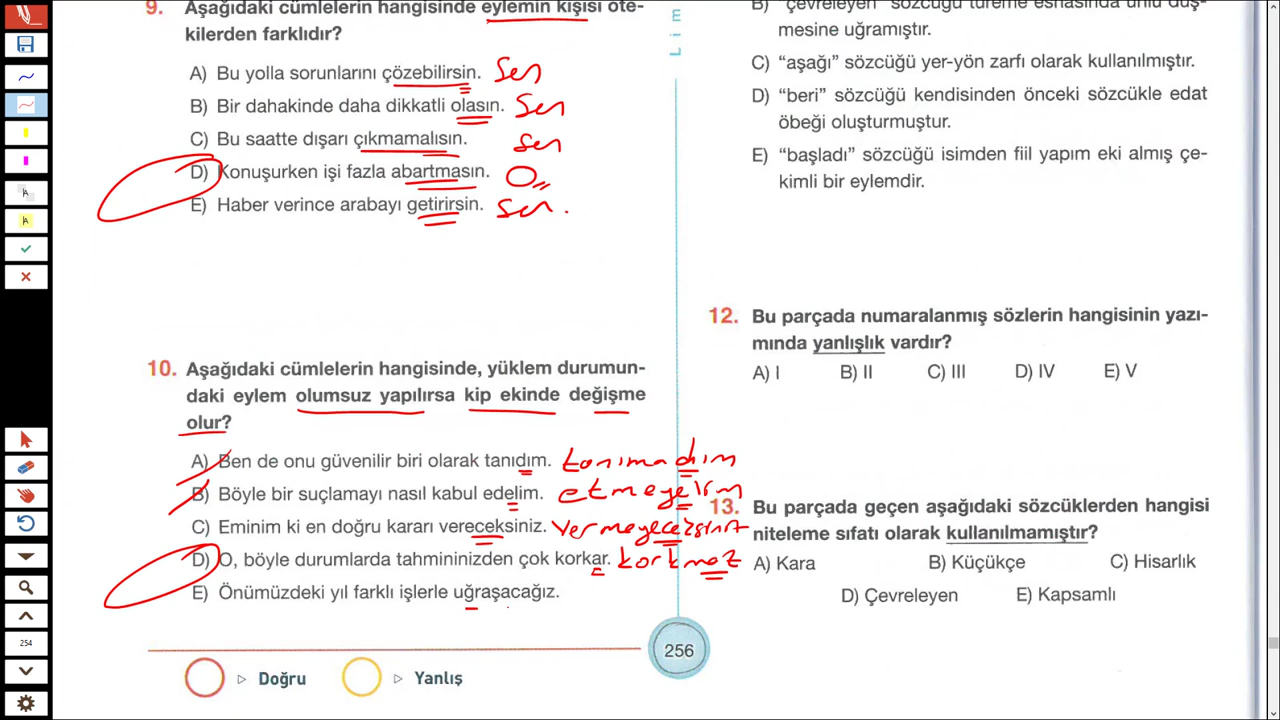 9. Aşağıdaki cümlelerin hangisinde eylemin kişisi öte-
kilerden farklıdır?
A) Bu yolla sorunlarını çözebilirsin. Sen
B) Bir dahakinde daha dikkatli olasın. Sen
C) Bu saatte dışarı çıkmamalısın. sen
D) Konuşurken işi fazla abartmasın. O
E) Haber verince arabayı getirirsin. sen.
10. Aşağıdaki cümlelerin hangisinde, yüklem durumun-
daki eylem olumsuz yapılırsa kip ekinde değişme
olur?
A) Ben de onu güvenilir biri olarak tanıdım. tanımadım
B) Böyle bir suçlamayı nasıl kabul edelim. etmeyelim
C) Eminim ki en doğru kararı vereceksiniz. vermeyeceksiniz
D) O, böyle durumlarda tahmininizden çok korkar. korkmaz
E) Önümüzdeki yıl farklı işlerle uğraşacağız.
Doğru
Yanlış
LİE
256
B) "çevreleyen" sözcüğü türeme esnasında ünlü düş-
mesine uğramıştır.
C) "aşağı" sözcüğü yer-yön zarfı olarak kullanılmıştır.
D) "beri" sözcüğü kendisinden önceki sözcükle edat
öbeği oluşturmuştur.
E) "başladı" sözcüğü isimden fiil yapım eki almış çe-
kimli bir eylemdir.
12. Bu parçada numaralanmış sözlerin hangisinin yazı-
mında yanlışlık vardır?
A) I B) II C) III D) IV E) V
13. Bu parçada geçen aşağıdaki sözcüklerden hangisi
niteleme sıfatı olarak kullanılmamıştır?
A) Kara B) Küçükçe C) Hisarlık
D) Çevreleyen E) Kapsamlı
254